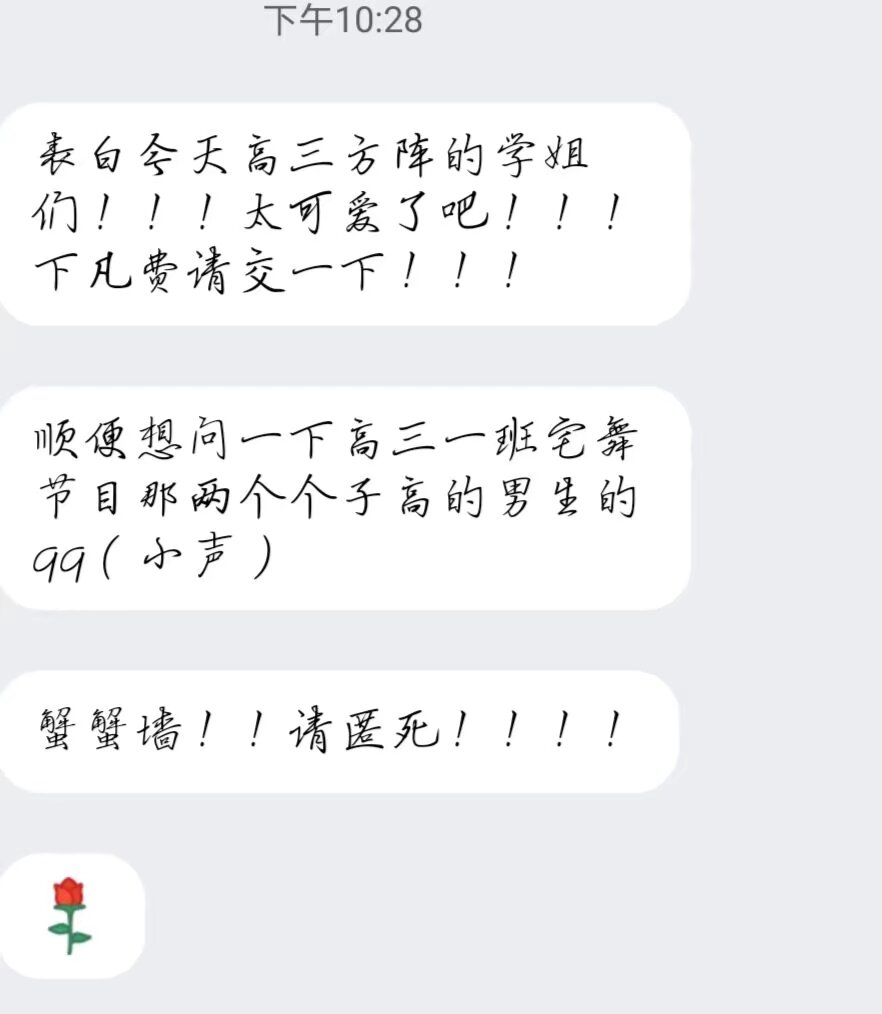 下午10:28
表白今天高三方阵的学姐
们！！！太可爱了吧！！！
下凡费请交一下！！！
顺便想问一下高三一班宅舞
节目那两个个子高的男生的
qq（小声）
蟹蟹墙！！请匿死！！！！